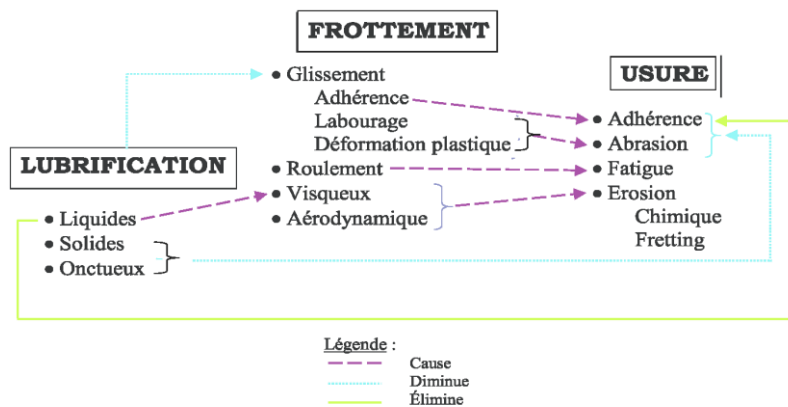 FROTTEMENT
• Glissement
Adhérence
Labourage
Déformation plastique
• Roulement
• Visqueux
• Aérodynamique
USURE
• Adhérence
• Abrasion
• Fatigue
• Erosion
Chimique
Fretting
LUBRIFICATION
• Liquides
• Solides
• Onctueux
Légende :
Cause
Diminue
Élimine